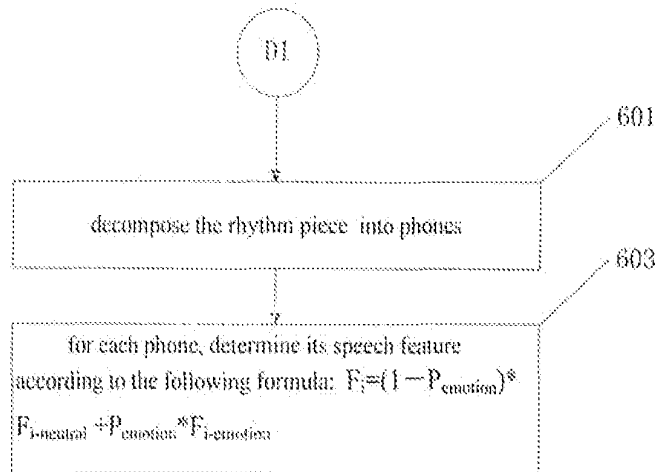 D1
601
decompose the rhythm piece into phones
603
for each phone, determine its speech feature
according to the following formula: Fi=(1－Pemotion)*
Fi-neutral +Pemotion*Fi-emotion